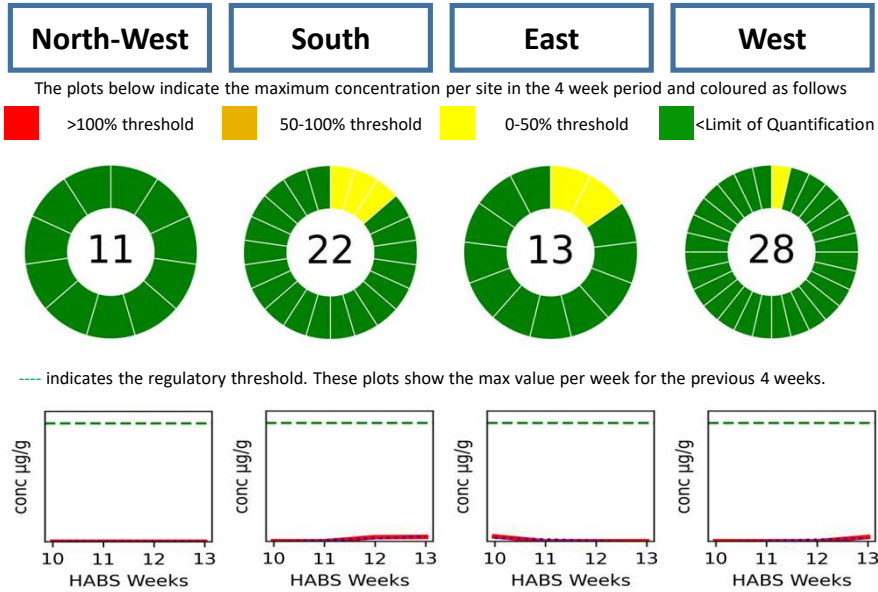 North-West South East West
The plots below indicate the maximum concentration per site in the 4 week period and coloured as follows
>100% threshold 50-100% threshold 0-50% threshold <Limit of Quantification
11 22 13 28
---- indicates the regulatory threshold. These plots show the max value per week for the previous 4 weeks.
conc µg/g conc µg/g conc µg/g conc µg/g
10 11 12 13 10 11 12 13 10 11 12 13 10 11 12 13
HABS Weeks HABS Weeks HABS Weeks HABS Weeks